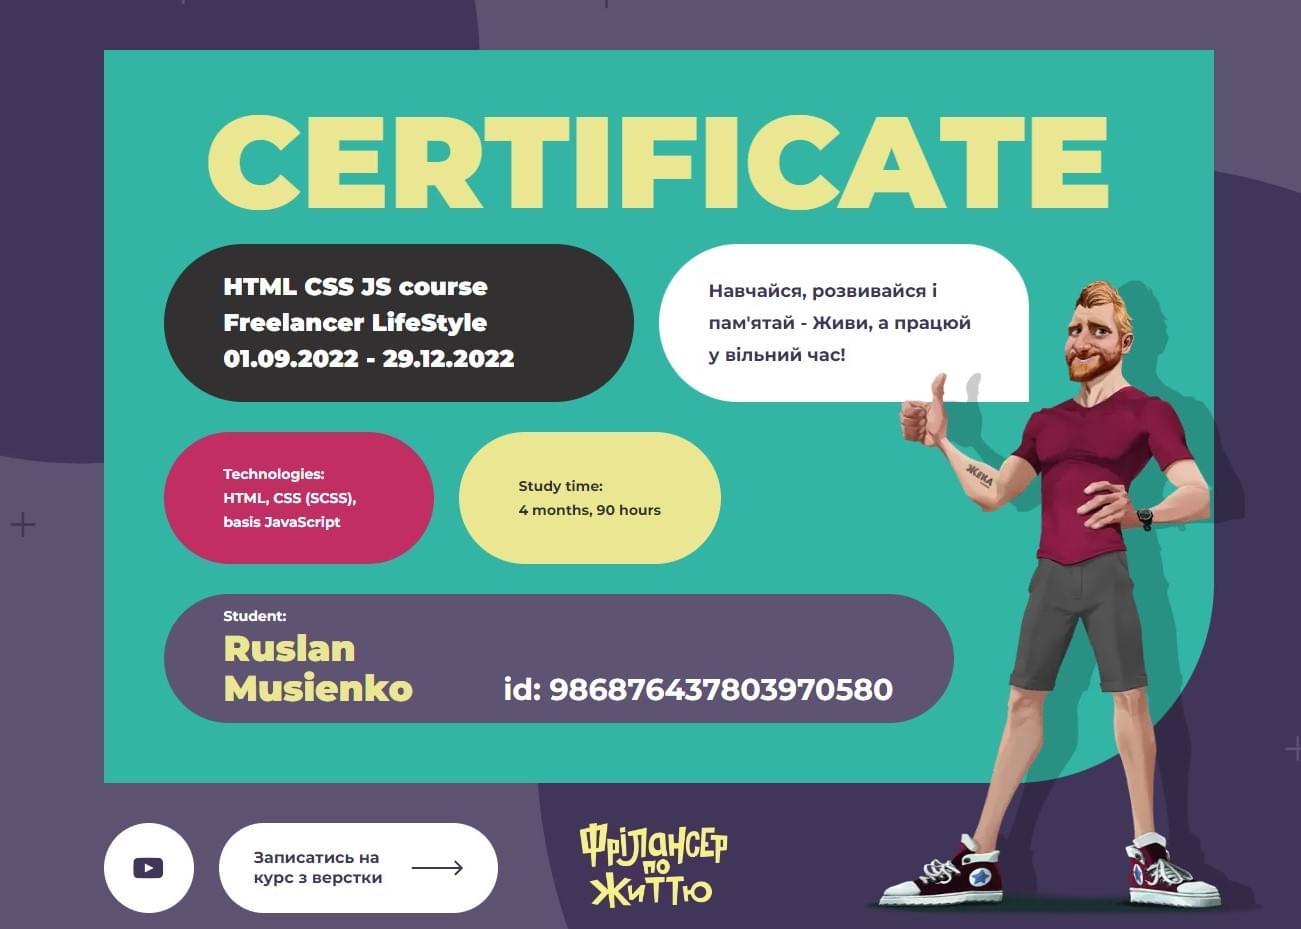 CERTIFICATE
HTML CSS JS course
Freelancer LifeStyle
01.09.2022 - 29.12.2022
Навчайся, розвивайся і
пам'ятай - Живи, а працюй
у вільний час!
ЖЕКА
Technologies:
HTML, CSS (SCSS),
basis JavaScript
Study time:
4 months, 90 hours
Student:
Ruslan
Musienko
id: 986876437803970580
Записатись на
курс з верстки
Фрілансер
по
життю